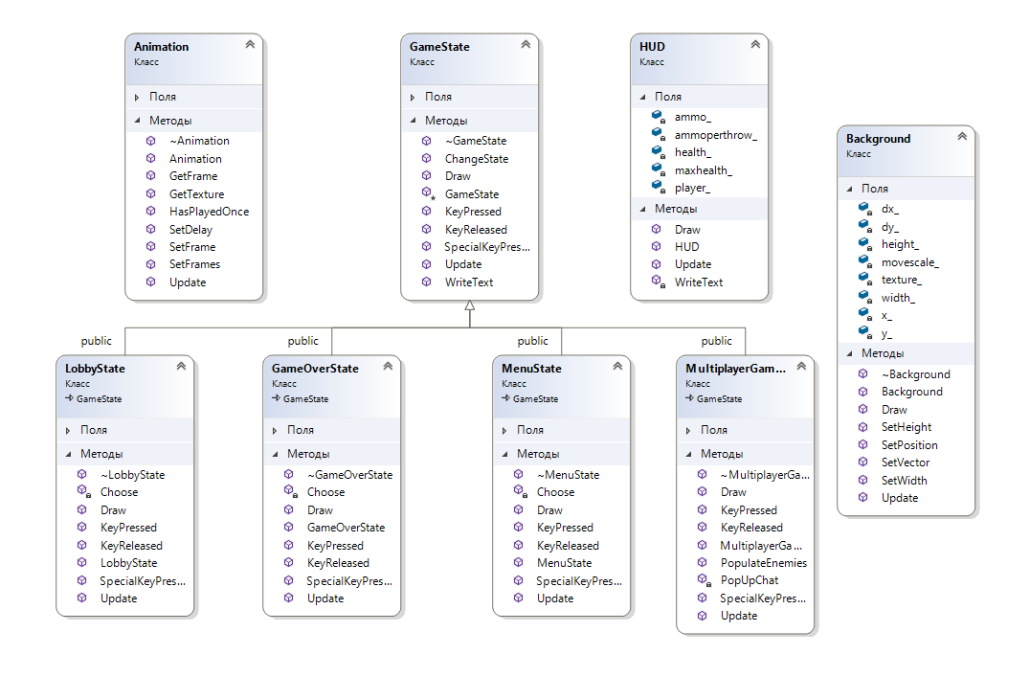 Animation
Класс
Поля
Методы
~Animation
Animation
GetFrame
GetTexture
HasPlayedOnce
SetDelay
SetFrame
SetFrames
Update
GameState
Класс
Поля
Методы
~GameState
ChangeState
Draw
GameState
KeyPressed
KeyReleased
SpecialKeyPres...
Update
WriteText
HUD
Класс
Поля
ammo_
ammoperthrow_
health_
maxhealth_
player_
Методы
Draw
HUD
Update
WriteText
Background
Класс
Поля
dx_
dy_
height_
movescale_
texture_
width_
x_
y_
Методы
~Background
Background
Draw
SetHeight
SetPosition
SetVector
SetWidth
Update
public
public
public
public
LobbyState
Класс
GameState
Поля
Методы
~LobbyState
Choose
Draw
KeyPressed
KeyReleased
LobbyState
SpecialKeyPres...
Update
GameOverState
Класс
GameState
Поля
Методы
~GameOverState
Choose
Draw
GameOverState
KeyPressed
KeyReleased
SpecialKeyPres...
Update
MenuState
Класс
GameState
Поля
Методы
~MenuState
Choose
Draw
KeyPressed
KeyReleased
MenuState
SpecialKeyPres...
Update
MultiplayerGam...
Класс
GameState
Поля
Методы
~MultiplayerGa...
Draw
KeyPressed
KeyReleased
MultiplayerGa...
PopulateEnemies
PopUpChat
SpecialKeyPres...
Update